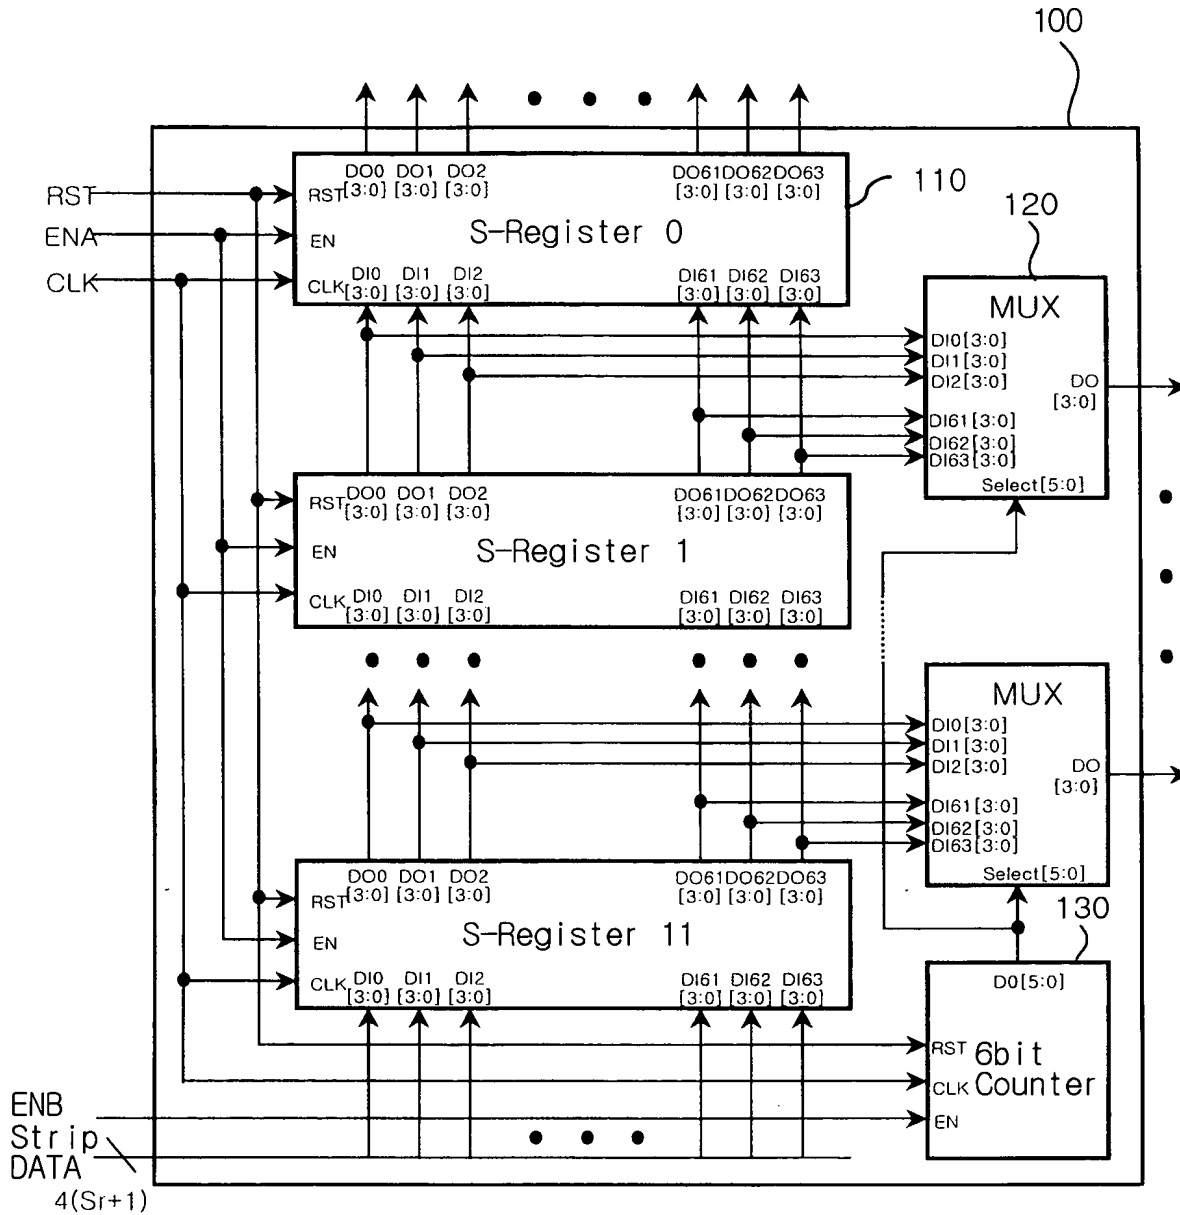 100
RST
ENA
CLK
DO0 DO1 DO2 DO61 DO62 DO63
[3:0] [3:0] [3:0] [3:0] [3:0] [3:0]
RST
S-Register 0
EN
CLK
DI0 DI1 DI2 DI61 DI62 DI63
[3:0] [3:0] [3:0] [3:0] [3:0] [3:0]
110
120
MUX
DI0[3:0]
DI1[3:0]
DI2[3:0]
DO
[3:0]
DI61[3:0]
DI62[3:0]
DI63[3:0]
Select[5:0]
DO0 DO1 DO2 DO61 DO62 DO63
[3:0] [3:0] [3:0] [3:0] [3:0] [3:0]
RST
EN
S-Register 1
CLK
DI0 DI1 DI2 DI61 DI62 DI63
[3:0] [3:0] [3:0] [3:0] [3:0] [3:0]
MUX
DI0[3:0]
DI1[3:0]
DI2[3:0]
DO
[3:0]
DI61[3:0]
DI62[3:0]
DI63[3:0]
Select[5:0]
DO0 DO1 DO2 DO61 DO62 DO63
[3:0] [3:0] [3:0] [3:0] [3:0] [3:0]
RST
EN
S-Register 11
CLK
DI0 DI1 DI2 DI61 DI62 DI63
[3:0] [3:0] [3:0] [3:0] [3:0] [3:0]
130
D0[5:0]
RST
6bit
Counter
CLK
EN
ENB
Strip
DATA
4(Sr+1)